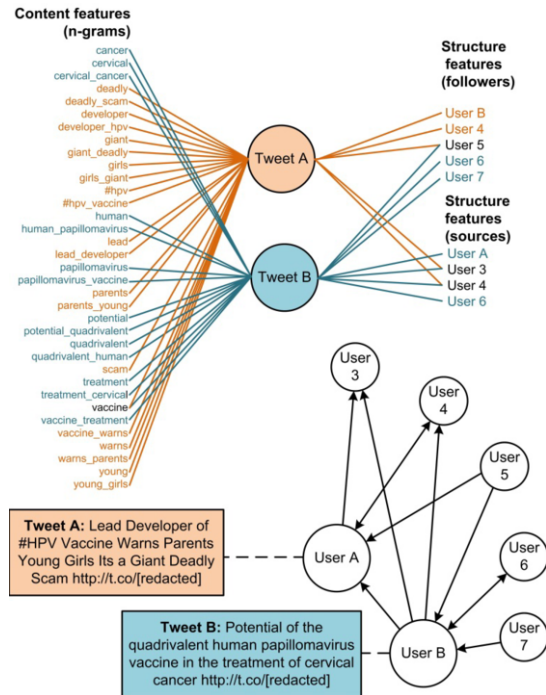 Content features
(n-grams)
cancer
cervical
cervical_cancer
deadly
deadly_scam
developer
developer_hpv
giant
giant_deadly
girls
girls_giant
#hpv
#hpv_vaccine
human
human_papillomavirus
lead
lead_developer
papillomavirus
papillomavirus_vaccine
parents
parents_young
potential
potential_quadrivalent
quadrivalent
quadrivalent_human
scam
treatment
treatment_cervical
vaccine
vaccine_treatment
vaccine_warns
warns
warns_parents
young
young_girls
Tweet A
Tweet B
Structure
features
(followers)
User B
User 4
User 5
User 6
User 7
Structure
features
(sources)
User A
User 3
User 4
User 6
User
3
User
4
User
5
User
6
User
7
User A
User B
Tweet A: Lead Developer of
#HPV Vaccine Warns Parents
Young Girls Its a Giant Deadly
Scam http://t.co/[redacted]
Tweet B: Potential of the
quadrivalent human papillomavirus
vaccine in the treatment of cervical
cancer http://t.co/[redacted]